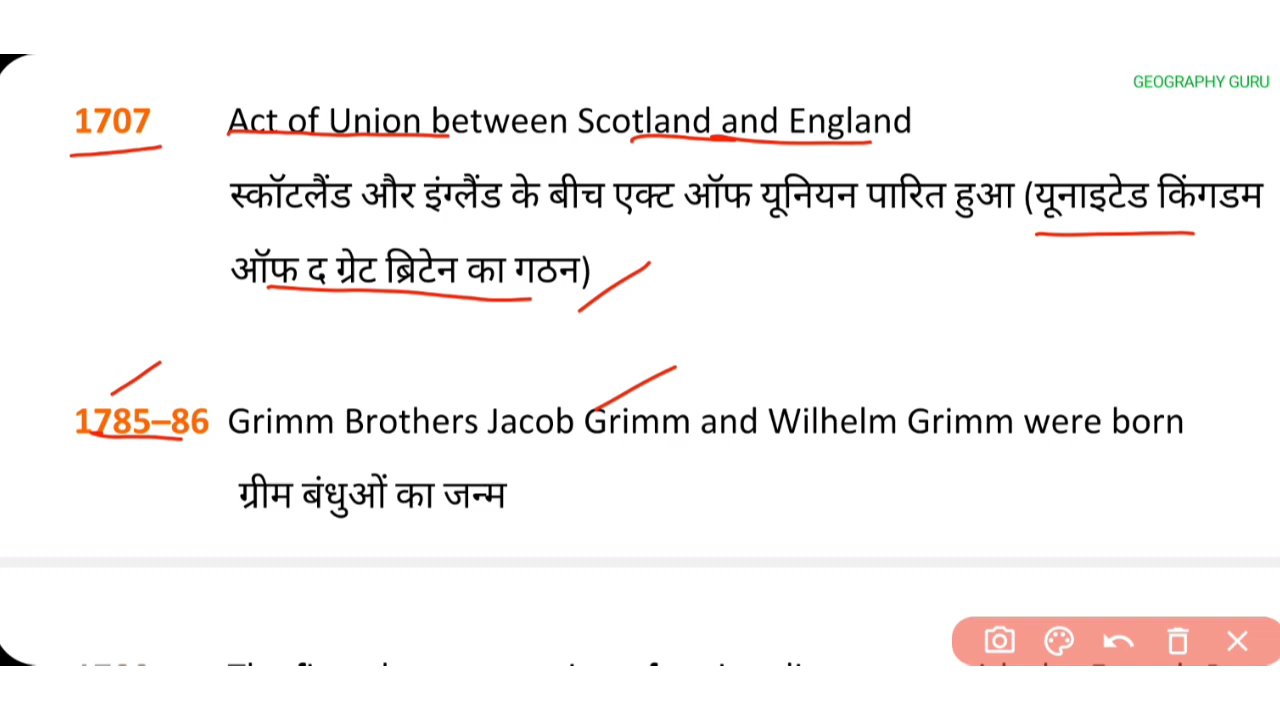 GEOGRAPHY GURU
1707 Act of Union between Scotland and England
स्कॉटलैंड और इंग्लैंड के बीच एक्ट ऑफ यूनियन पारित हुआ (यूनाइटेड किंगडम
ऑफ द ग्रेट ब्रिटेन का गठन)
1785–86 Grimm Brothers Jacob Grimm and Wilhelm Grimm were born
ग्रीम बंधुओं का जन्म